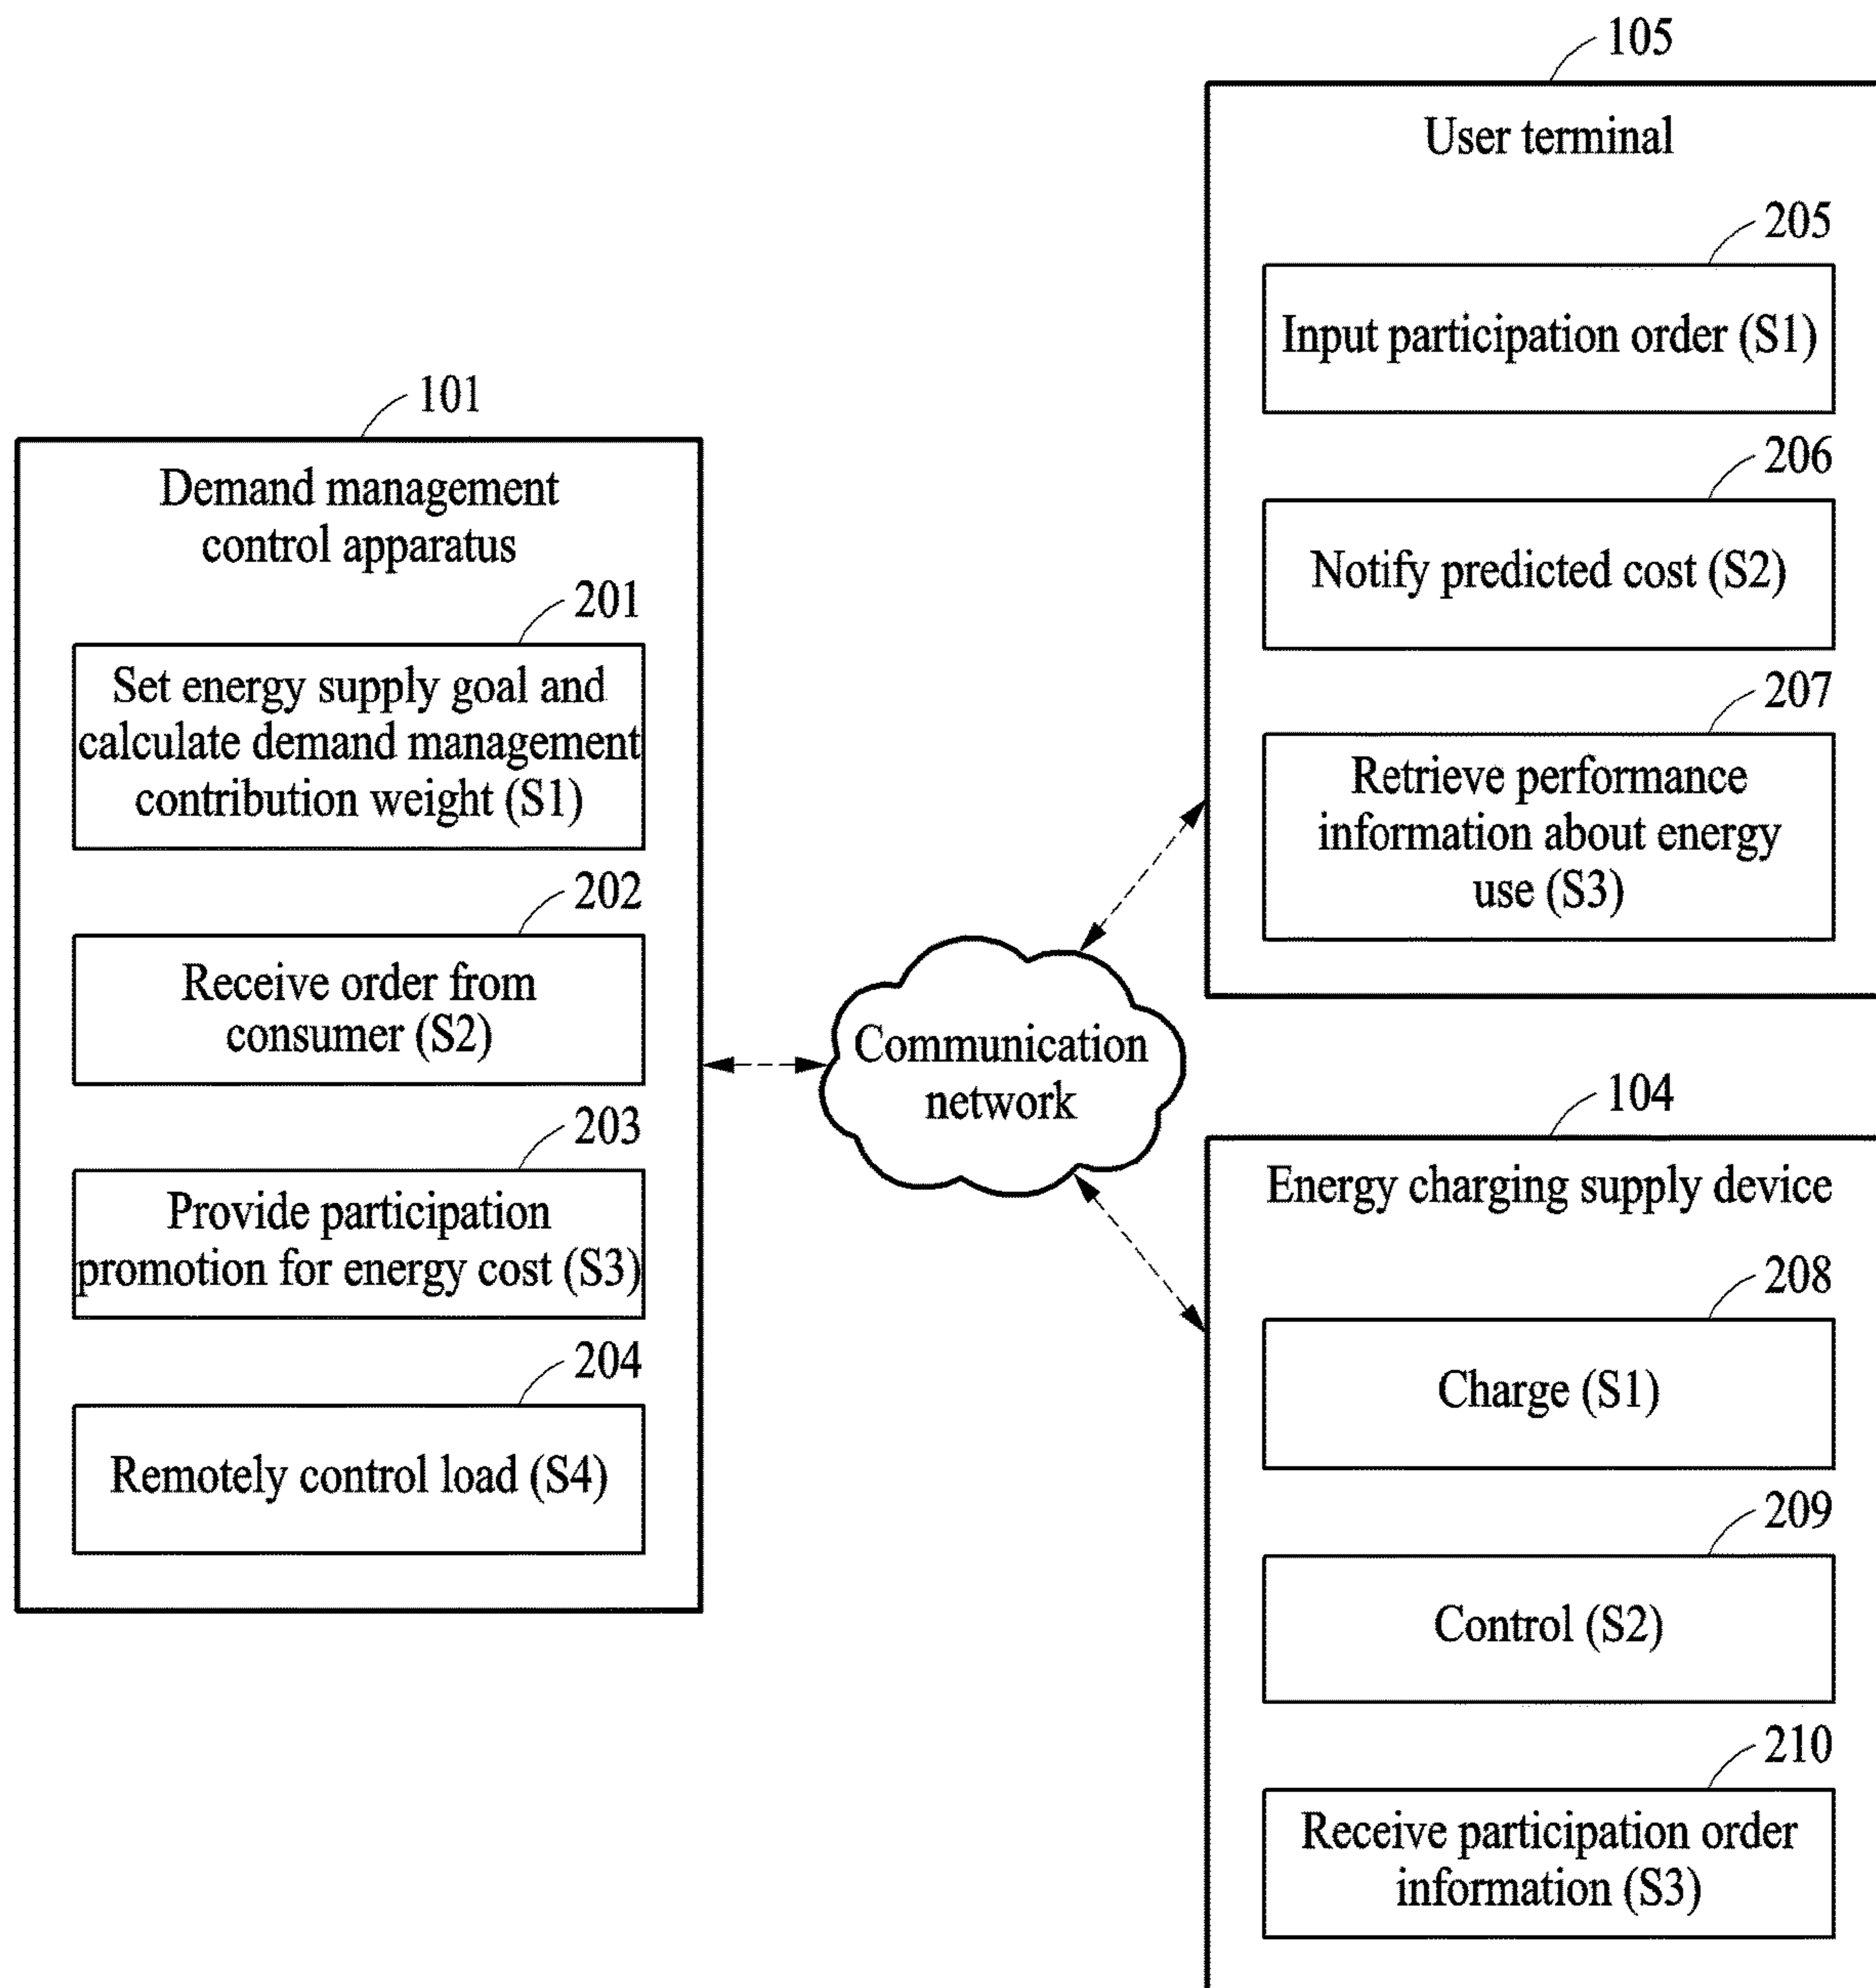 101
Demand management
control apparatus
201
Set energy supply goal and
calculate demand management
contribution weight (S1)
202
Receive order from
consumer (S2)
203
Provide participation
promotion for energy cost (S3)
204
Remotely control load (S4)
Communication
network
105
User terminal
205
Input participation order (S1)
206
Notify predicted cost (S2)
207
Retrieve performance
information about energy
use (S3)
104
Energy charging supply device
208
Charge (S1)
209
Control (S2)
210
Receive participation order
information (S3)